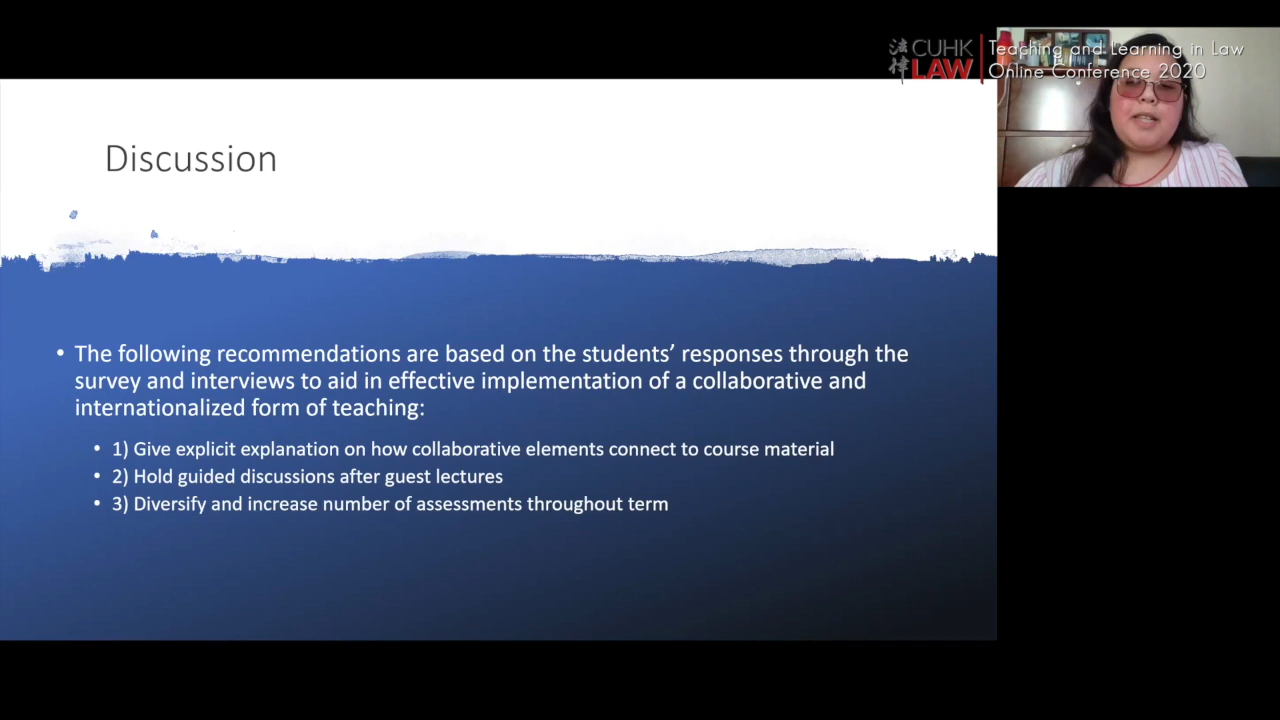 法律 CUHK LAW
Teaching and Learning in Law
Online Conference 2020
Discussion
• The following recommendations are based on the students’ responses through the
survey and interviews to aid in effective implementation of a collaborative and
internationalized form of teaching:
• 1) Give explicit explanation on how collaborative elements connect to course material
• 2) Hold guided discussions after guest lectures
• 3) Diversify and increase number of assessments throughout term